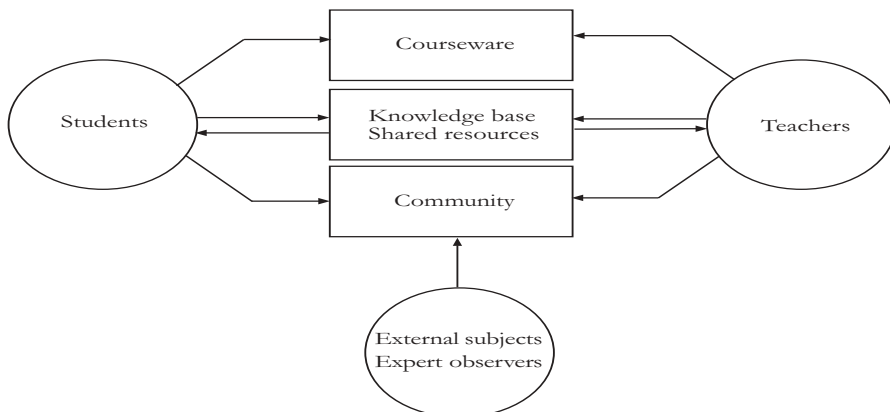 Courseware
Students
Knowledge base
Shared resources
Teachers
Community
External subjects
Expert observers